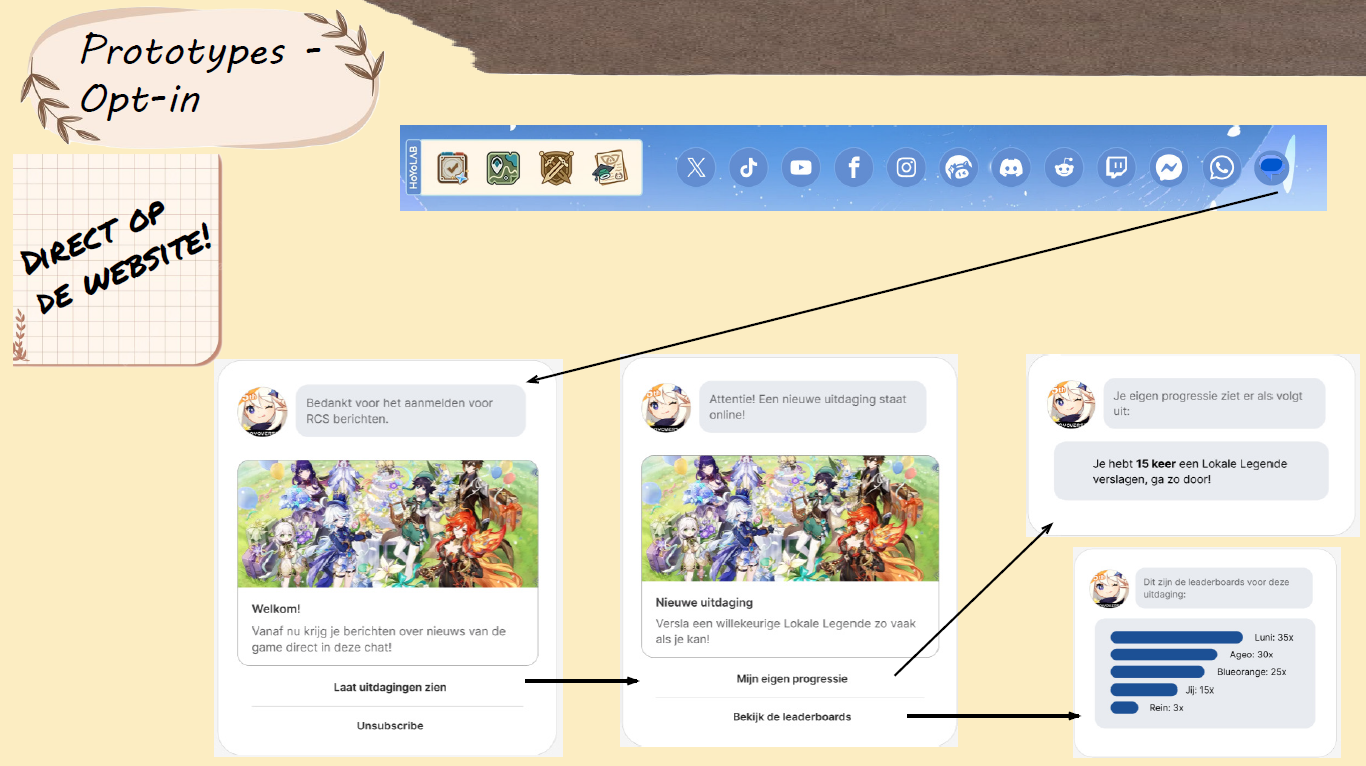 Prototypes -
Opt-in
HoYoLAB
DIRECT OP
DE WEBSITE!
Bedankt voor het aanmelden voor
RCS berichten.
Welkom!
Vanaf nu krijg je berichten over nieuws van de
game direct in deze chat!
Laat uitdagingen zien
Unsubscribe
Attentie! Een nieuwe uitdaging staat
online!
Nieuwe uitdaging
Versla een willekeurige Lokale Legende zo vaak
als je kan!
Mijn eigen progressie
Bekijk de leaderboards
Je eigen progressie ziet er als volgt
uit:
Je hebt 15 keer een Lokale Legende
verslagen, ga zo door!
Dit zijn de leaderboards voor deze
uitdaging:
Luni: 35x
Ageo: 30x
Blueorange: 25x
Jij: 15x
Rein: 3x